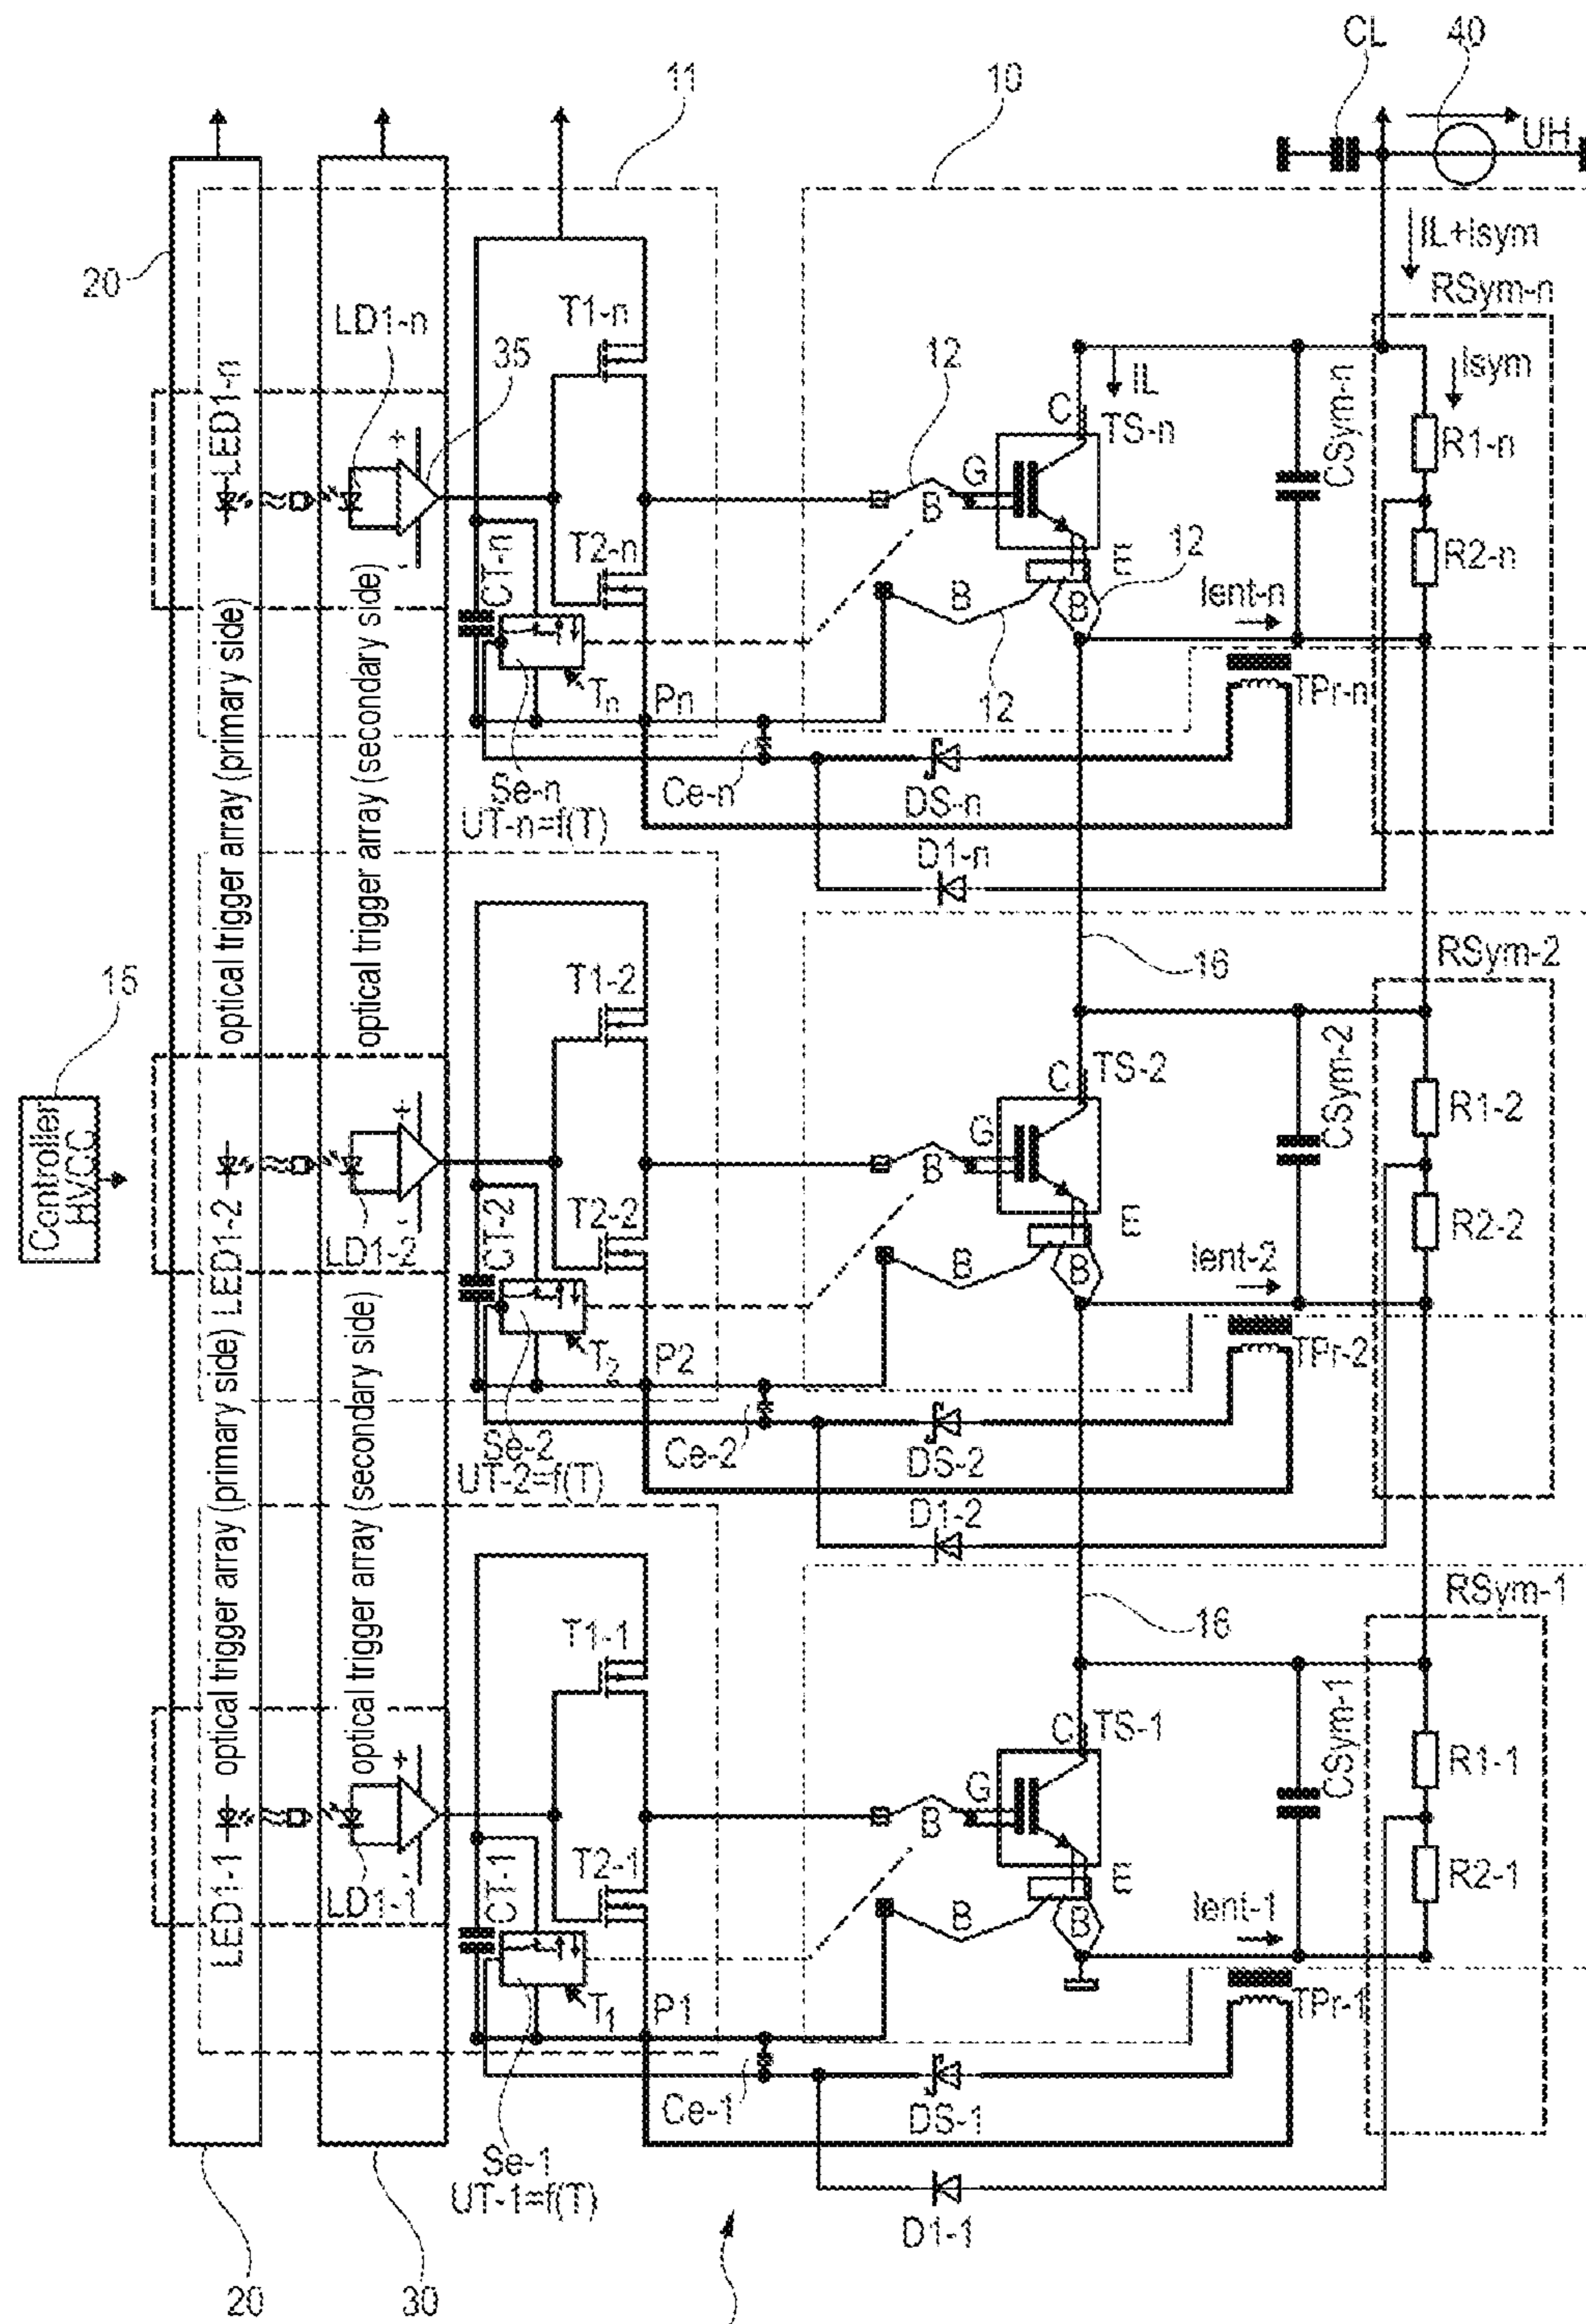 CL
40
11
10
UH
20
IL+Isym
RSym-n
LED1-n
LD1-n
35
T1-n
12
IL
C
TS-n
G
B
Isym
R1-n
CSym-n
CT-n
T2-n
E
12
B
B
Ient-n
R2-n
optical trigger array (primary side)
optical trigger array (secondary side)
Tn
Pn
12
TPr-n
Se-n
UT-n=f(T)
Ce-n
DS-n
D1-n
15
Controller
HVCC
T1-2
16
RSym-2
C
TS-2
LED1-2
LD1-2
G
B
CSym-2
R1-2
CT-2
T2-2
E
B
B
Ient-2
R2-2
optical trigger array (primary side)
optical trigger array (secondary side)
T2
P2
TPr-2
Se-2
UT-2=f(T)
Ce-2
DS-2
D1-2
RSym-1
T1-1
16
C
TS-1
optical trigger array (primary side)
optical trigger array (secondary side)
LED1-1
LD1-1
G
B
CSym-1
R1-1
CT-1
T2-1
E
B
B
Ient-1
R2-1
T1
P1
TPr-1
Se-1
UT-1=f(T)
Ce-1
DS-1
D1-1
20
30